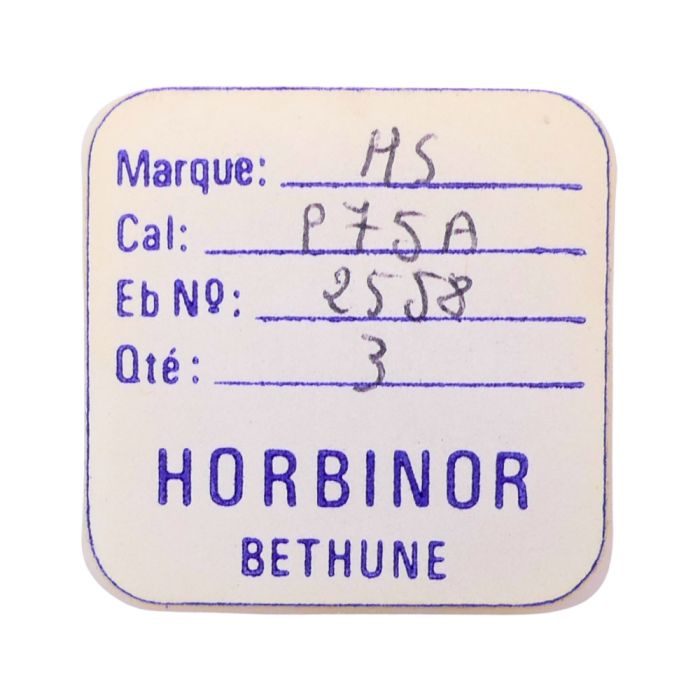 Marque: HS
Cal: P75A
Eb Nº: 2558
Qté: 3
HORBINOR
BETHUNE